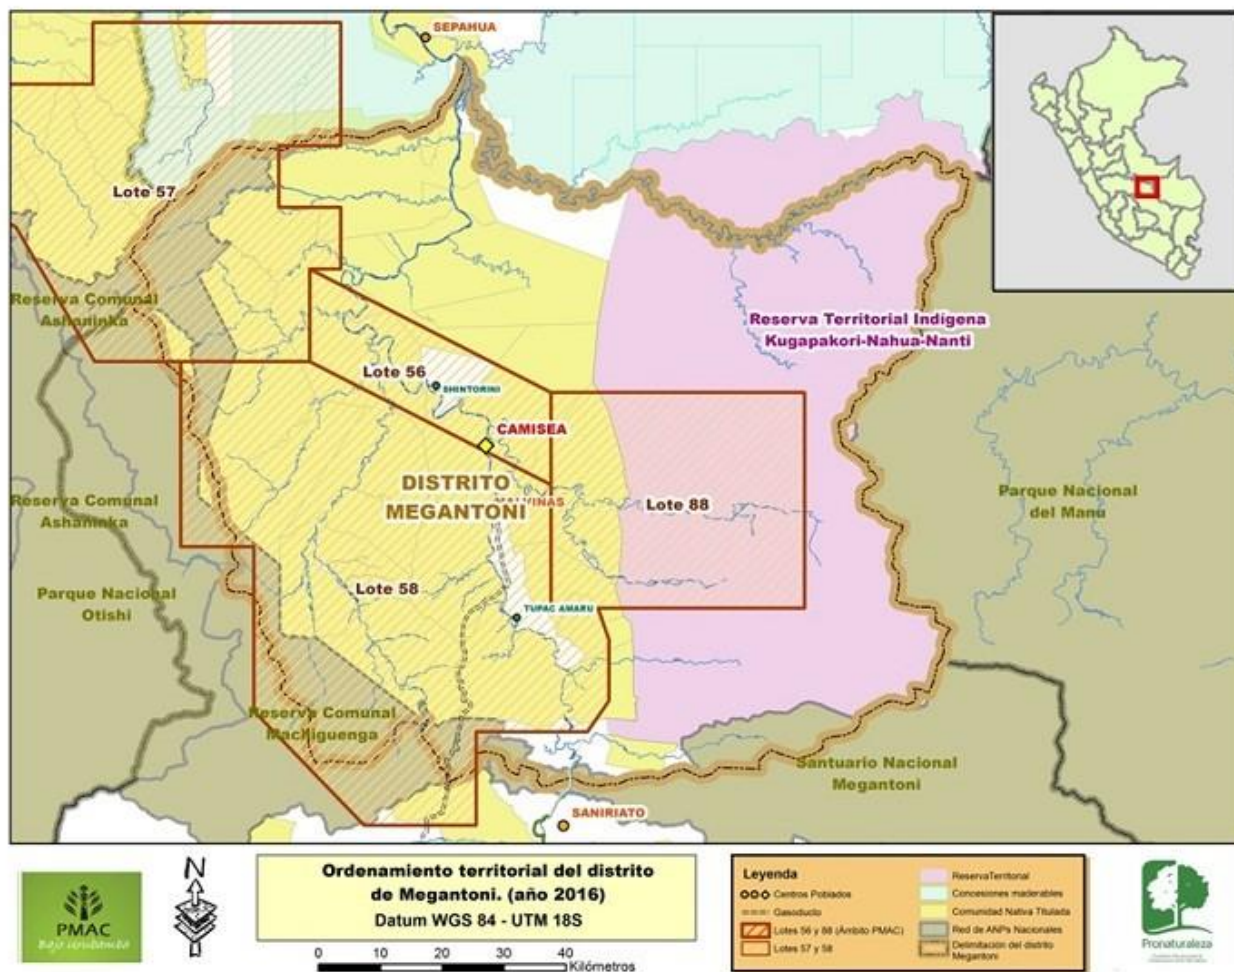 SEPAHUA
Lote 57
Reserva Comunal
Ashaninka
Reserva Territorial Indígena
Kugapakori-Nahua-Nanti
Lote 56
SHINTORINI
CAMISEA
DISTRITO
MEGANTONI
MALVINAS
Lote 88
Reserva Comunal
Ashaninka
Parque Nacional
del Manu
Lote 58
Parque Nacional
Otishi
TUPAC AMARU
Reserva Comunal
Machiguenga
Santuario Nacional
Megantoni
SANIRIATO
PMAC
Bajo Urubamba
N
Ordenamiento territorial del distrito
de Megantoni. (año 2016)
Datum WGS 84 - UTM 18S
0 10 20 40
Kilómetros
Leyenda
Centros Poblados
Gasoducto
Lotes 56 y 88 (Ámbito PMAC)
Lotes 57 y 58
ReservaTerritorial
Concesiones maderables
Comunidad Nativa Titulada
Red de ANPs Nacionales
Delimitación del distrito
Megantoni
Pronaturaleza